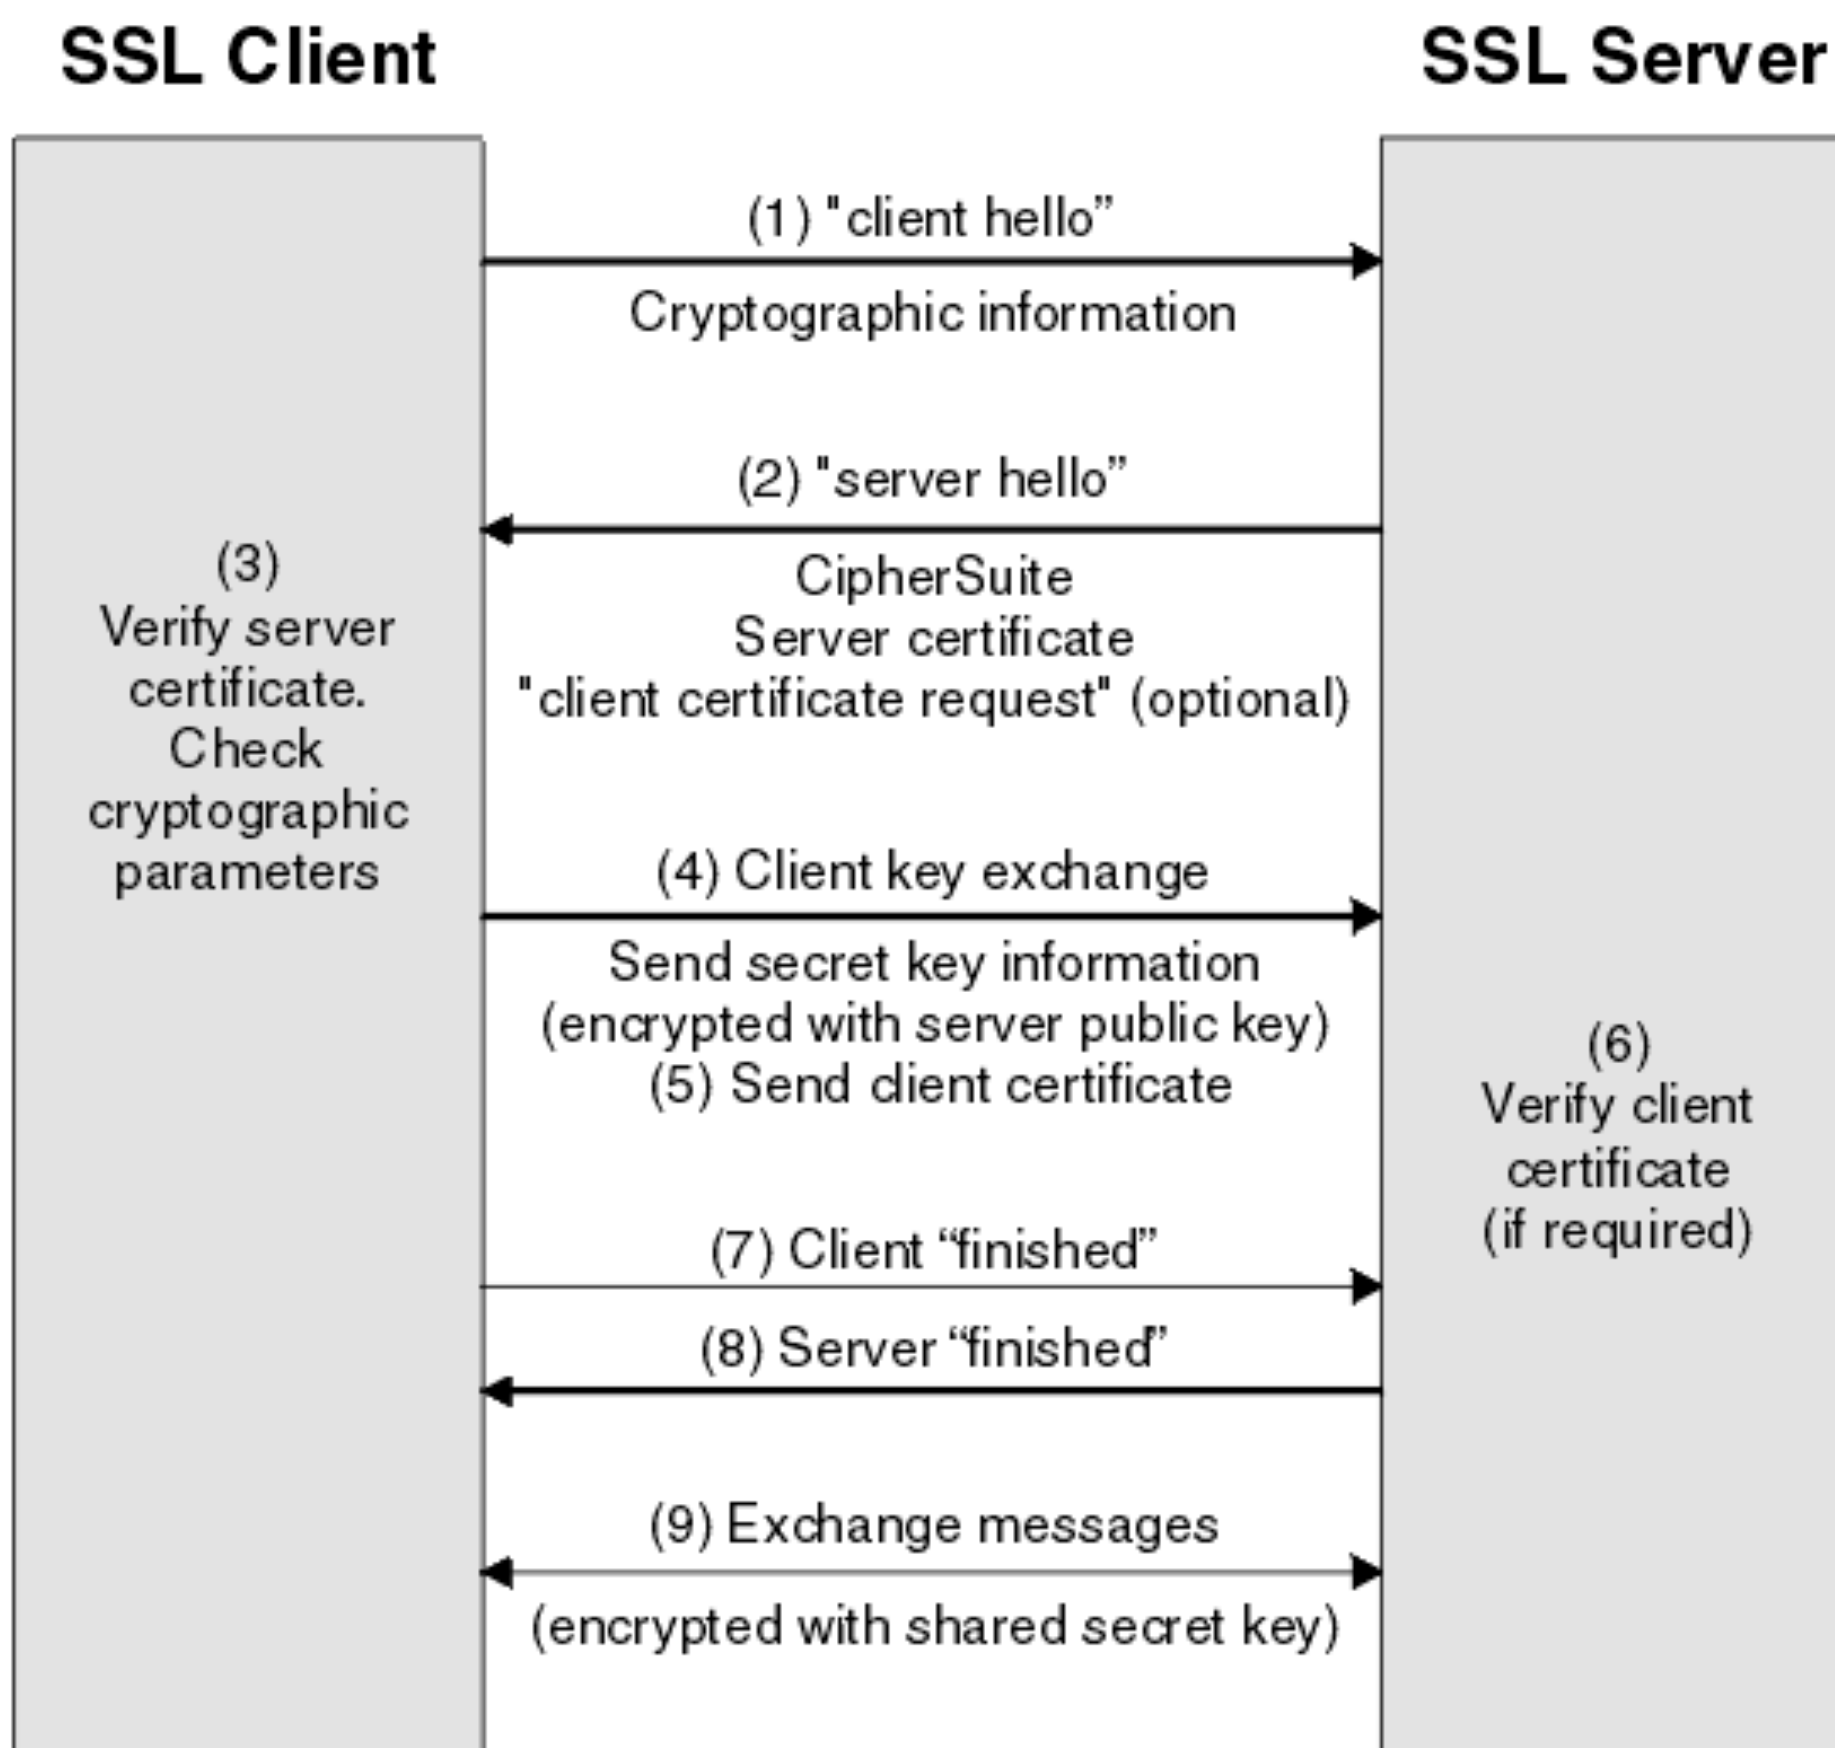 SSL Client
SSL Server
(1) "client hello”
Cryptographic information
(2) "server hello”
CipherSuite
Server certificate
"client certificate request" (optional)
(3)
Verify server
certificate.
Check
cryptographic
parameters
(4) Client key exchange
Send secret key information
(encrypted with server public key)
(5) Send client certificate
(6)
Verify client
certificate
(if required)
(7) Client “finished”
(8) Server “finished”
(9) Exchange messages
(encrypted with shared secret key)